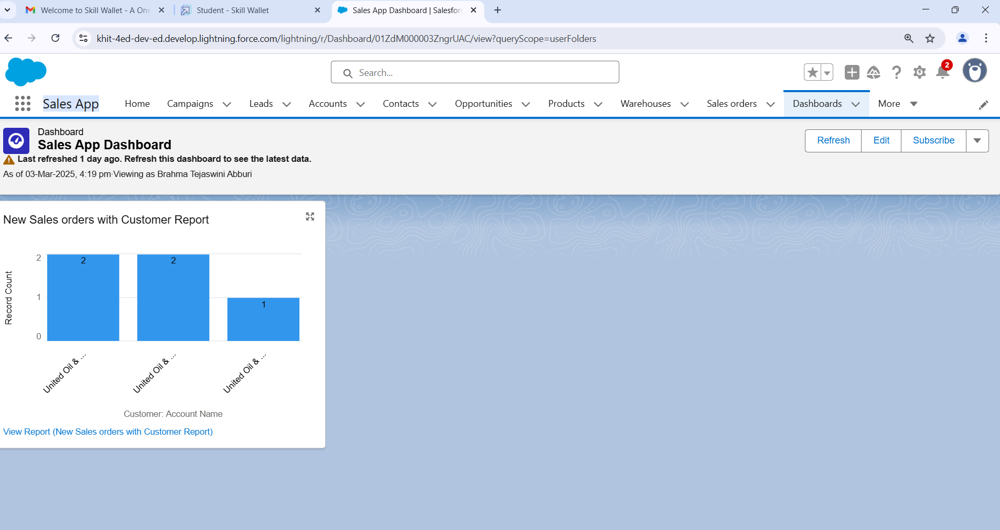 Welcome to Skill Wallet - A One
Student - Skill Wallet
Sales App Dashboard | Salesforc
khit-4ed-dev-ed.develop.lightning.force.com/lightning/r/Dashboard/01ZdM000003ZngrUAC/view?queryScope=userFolders
Search...
2
Sales App
Home
Campaigns
Leads
Accounts
Contacts
Opportunities
Products
Warehouses
Sales orders
Dashboards
More
Dashboard
Sales App Dashboard
Last refreshed 1 day ago. Refresh this dashboard to see the latest data.
As of 03-Mar-2025, 4:19 pm·Viewing as Brahma Tejaswini Abburi
Refresh
Edit
Subscribe
New Sales orders with Customer Report
Record Count
2
1
0
2
2
1
United Oil & ...
United Oil & ...
United Oil & ...
Customer: Account Name
View Report (New Sales orders with Customer Report)